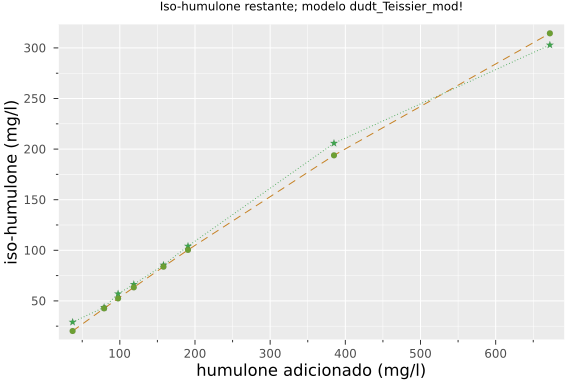 Iso-humulone restante; modelo dudt_Teissier_mod!
iso-humulone (mg/l)
300
250
200
150
100
50
100 200 300 400 500 600
humulone adicionado (mg/l)